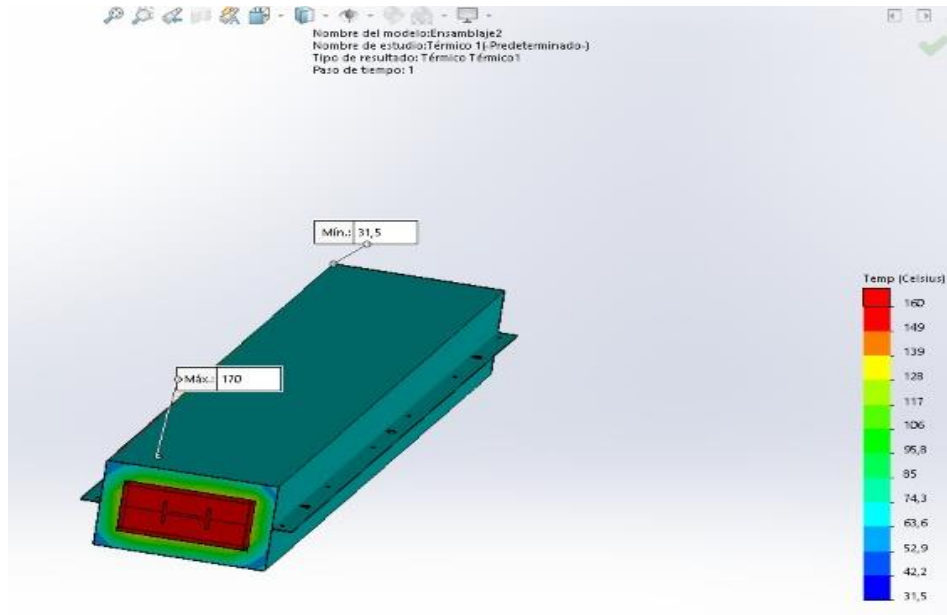 Nombre del modelo:Ensamblaje2
Nombre de estudio:Térmico 1(-Predeterminado-)
Tipo de resultado: Térmico Térmico1
Paso de tiempo: 1
Mín.: 31,5
Máx.: 170
Temp (Celsius)
160
149
139
128
117
106
95,8
85
74,3
63,6
52,9
42,2
31,5